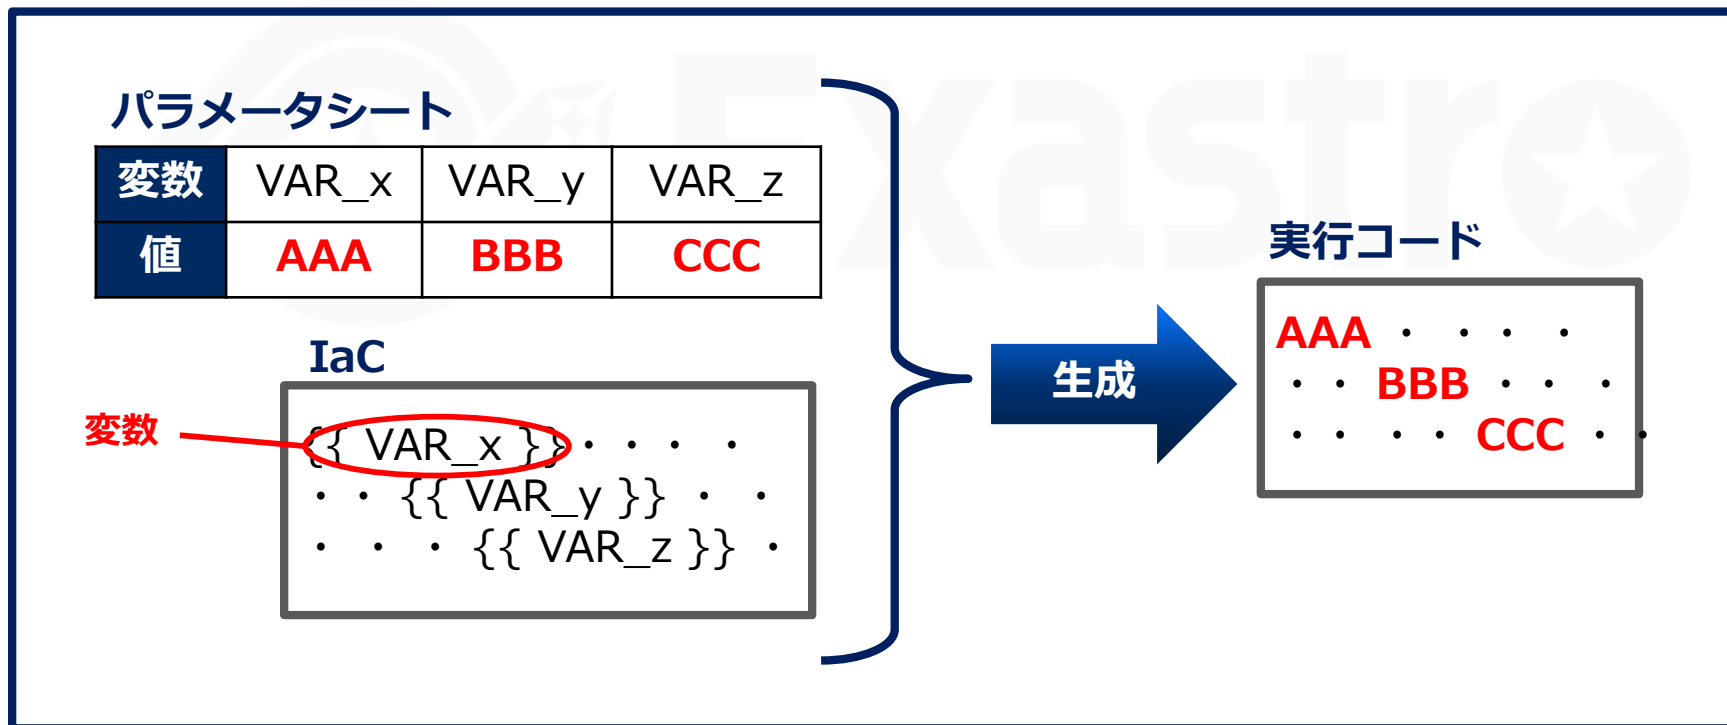 Exastro
パラメータシート
変数 VAR_x VAR_y VAR_z
値 AAA BBB CCC
IaC
変数
{{ VAR_x }}・・・・
・・{{ VAR_y }}・・
・・・{{ VAR_z }}・
生成
実行コード
AAA・・・・
・・BBB・・・
・・・・CCC・・